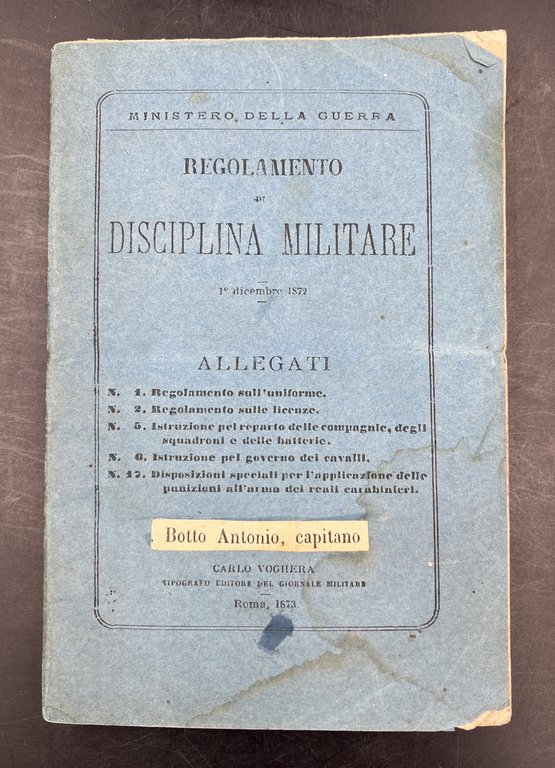 MINISTERO DELLA GUERRA
REGOLAMENTO
DI
DISCIPLINA MILITARE
1º dicembre 1872
ALLEGATI
N. 1. Regolamento sull'uniforme.
N. 2. Regolamento sulle licenze.
N. 5. Istruzione pel reparto delle compagnie, degli
squadroni e delle batterie.
N. 6. Istruzione pel governo dei cavalli.
N. 17. Disposizioni speciali per l'applicazione delle
punizioni all'arma dei reali carabinieri.
Botto Antonio, capitano
CARLO VOGHERA
TIPOGRAFO EDITORE DEL GIORNALE MILITARE
Roma, 1873.